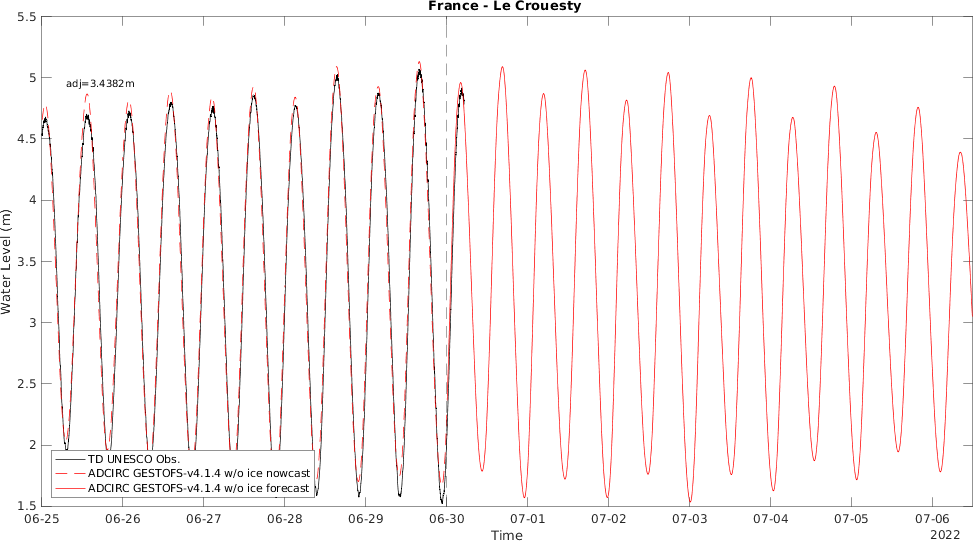 France - Le Crouesty
adj=3.4382m
Water Level (m)
5.5
5
4.5
4
3.5
3
2.5
2
1.5
TD UNESCO Obs.
ADCIRC GESTOFS-v4.1.4 w/o ice nowcast
ADCIRC GESTOFS-v4.1.4 w/o ice forecast
06-25 06-26 06-27 06-28 06-29 06-30 07-01 07-02 07-03 07-04 07-05 07-06
Time
2022